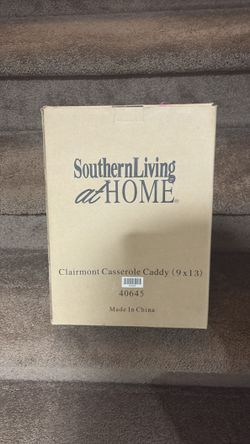 SouthernLiving
at HOME®
Clairmont Casserole Caddy (9x13)
40645
Made in China